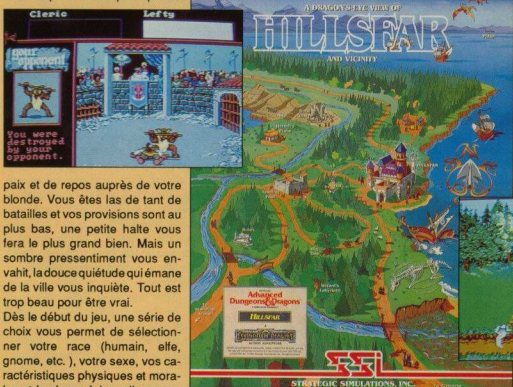 Cleric
Lefty
your
opponent
You were
destroyed
by your
opponent.
paix et de repos auprès de votre
blonde. Vous êtes las de tant de
batailles et vos provisions sont au
plus bas, une petite halte vous
fera le plus grand bien. Mais un
sombre pressentiment vous en-
vahit, la douce quiétude qui émane
de la ville vous inquiète. Tout est
trop beau pour être vrai.
Dès le début du jeu, une série de
choix vous permet de sélection-
ner votre race (humain, elfe,
gnome, etc. ), votre sexe, vos ca-
ractéristiques physiques et mora-
A DRAGON'S-EYE VIEW OF
HILLSFAR
AND VICINITY
Advanced
Dungeons & Dragons
HILLSFAR
FORGOTTEN REALMS
SSI
STRATEGIC SIMULATIONS, INC.